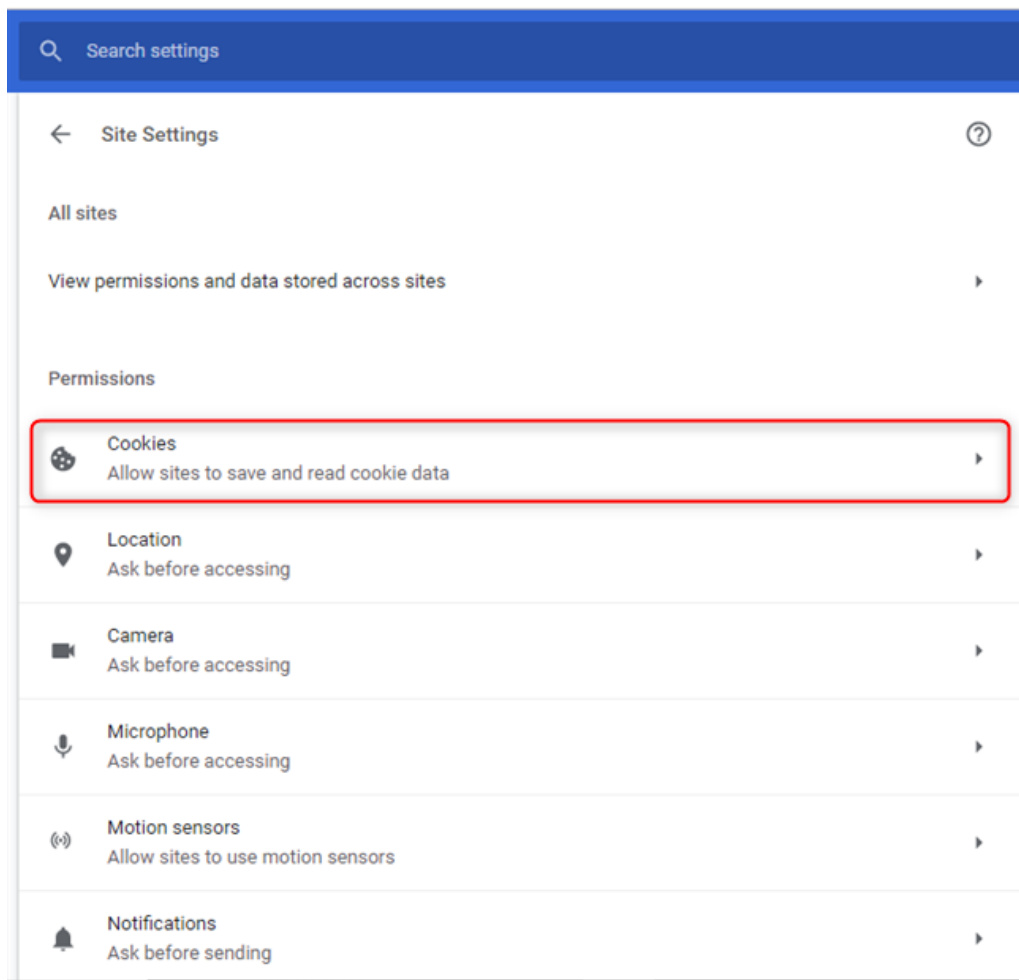 Search settings
Site Settings
All sites
View permissions and data stored across sites
Permissions
Cookies
Allow sites to save and read cookie data
Location
Ask before accessing
Camera
Ask before accessing
Microphone
Ask before accessing
Motion sensors
Allow sites to use motion sensors
Notifications
Ask before sending